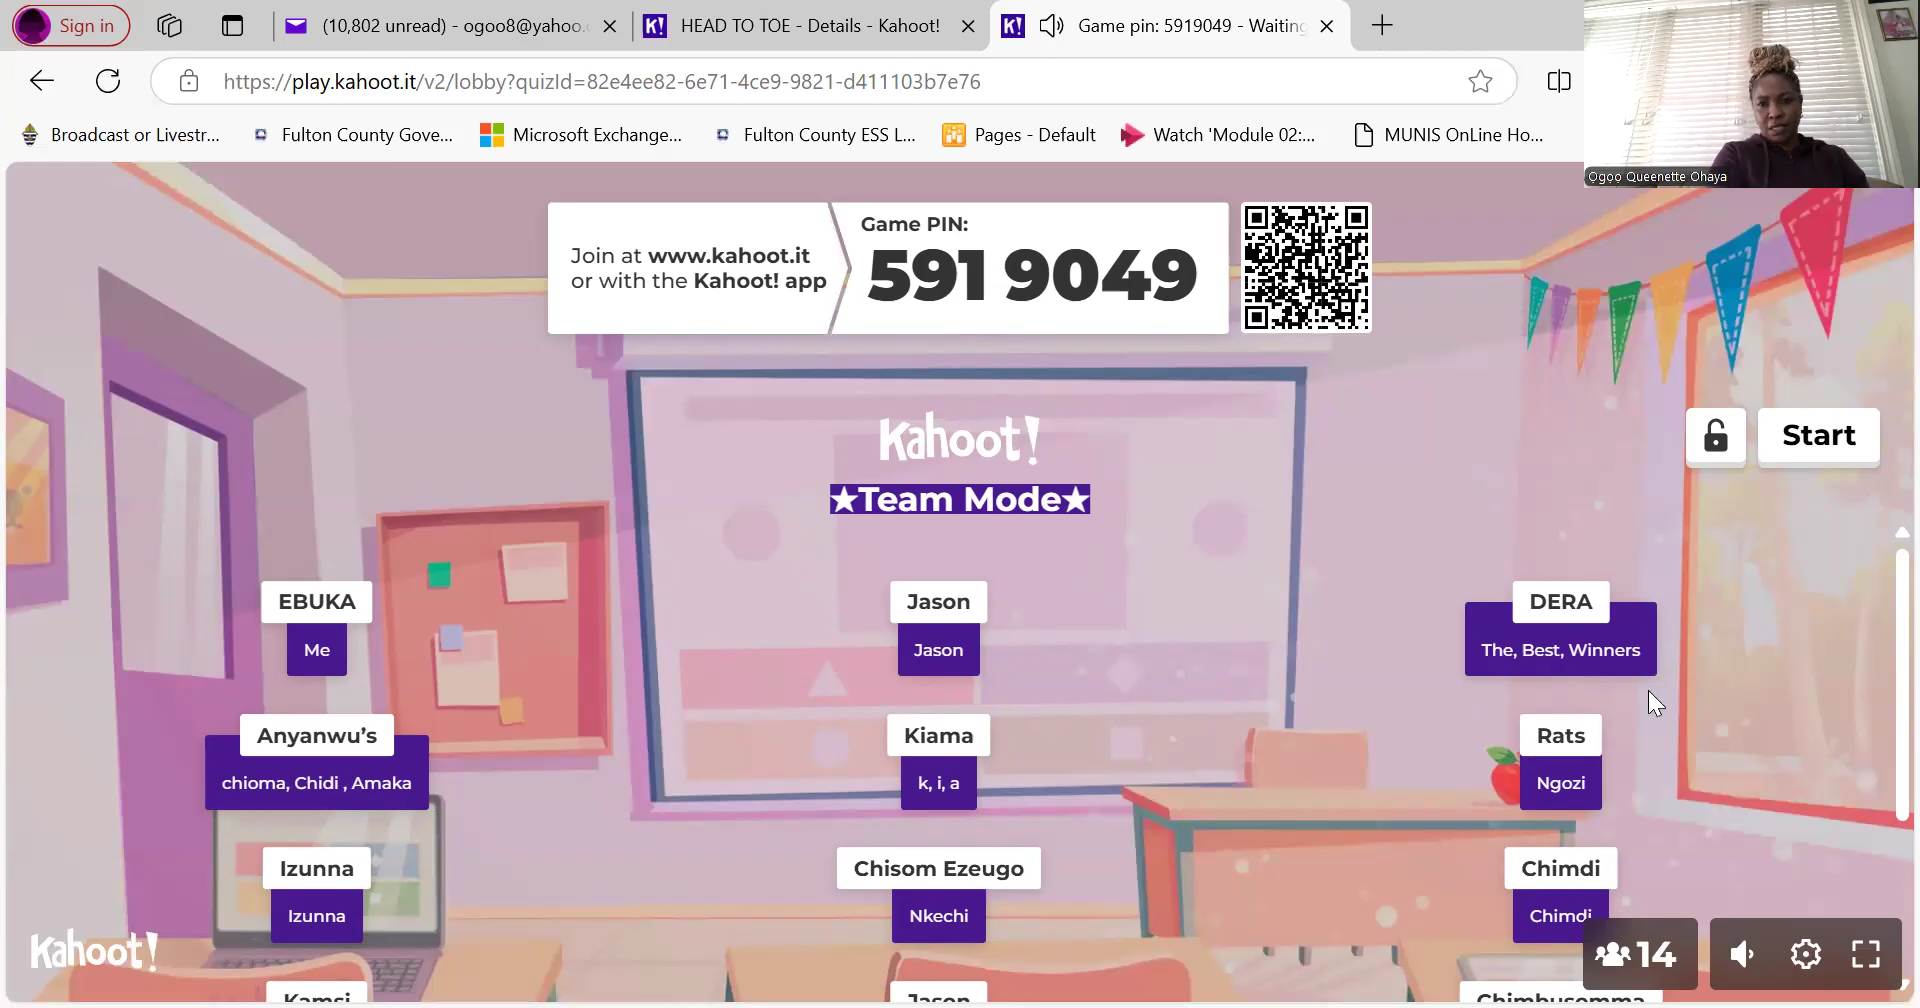 Sign in
(10,802 unread) - ogoo8@yahoo.
HEAD TO TOE - Details - Kahoot!
Game pin: 5919049 - Waiting
https://play.kahoot.it/v2/lobby?quizId=82e4ee82-6e71-4ce9-9821-d411103b7e76
Broadcast or Livestr...
Fulton County Gove...
Microsoft Exchange...
Fulton County ESS L...
Pages - Default
Watch 'Module 02:...
MUNIS OnLine Ho...
Ogoo Queenette Ohaya
Join at www.kahoot.it
or with the Kahoot! app
Game PIN:
591 9049
Kahoot!
★Team Mode★
Start
EBUKA
Me
Jason
Jason
DERA
The, Best, Winners
Anyanwu’s
chioma, Chidi , Amaka
Kiama
k, i, a
Rats
Ngozi
Izunna
Izunna
Chisom Ezeugo
Nkechi
Chimdi
Chimdi
Kahoot!
14
Kamsi
Jason
Chimbusomma